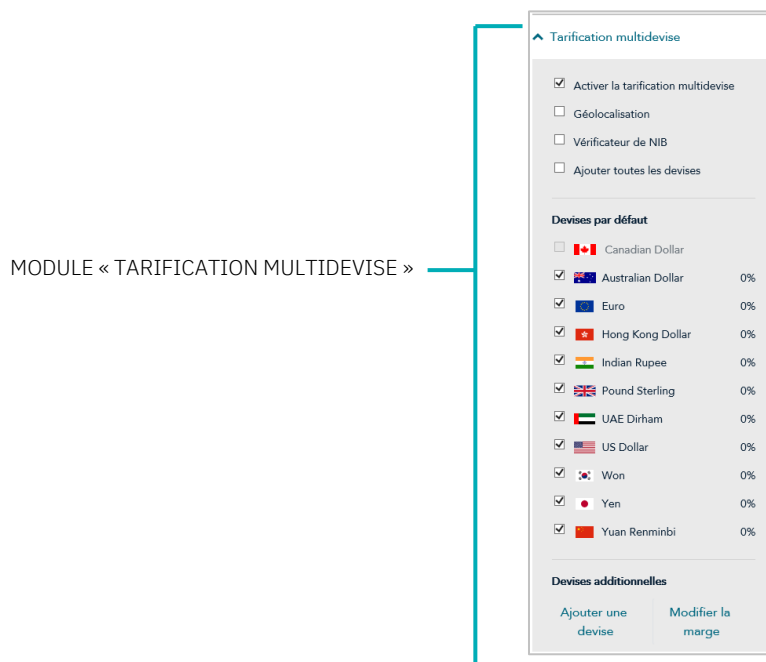 Tarification multidevise
Activer la tarification multidevise
Géolocalisation
Vérificateur de NIB
Ajouter toutes les devises
Devises par défaut
Canadian Dollar
Australian Dollar 0%
Euro 0%
Hong Kong Dollar 0%
Indian Rupee 0%
Pound Sterling 0%
UAE Dirham 0%
US Dollar 0%
Won 0%
Yen 0%
Yuan Renminbi 0%
Devises additionnelles
Ajouter une
devise
Modifier la
marge
MODULE « TARIFICATION MULTIDEVISE »